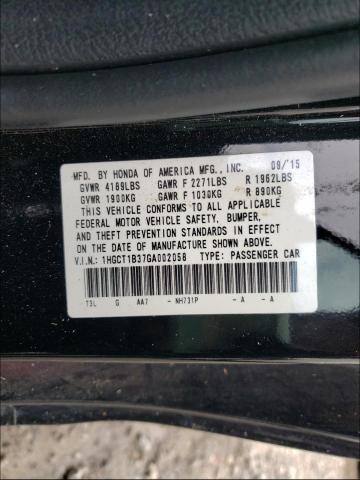 MFD. BY HONDA OF AMERICA MFG., INC. 09/15
GVWR 4189LBS GAWR F 2271LBS R 1962LBS
GVWR 1900KG GAWR F 1030KG R 890KG
THIS VEHICLE CONFORMS TO ALL APPLICABLE
FEDERAL MOTOR VEHICLE SAFETY, BUMPER,
AND THEFT PREVENTION STANDARDS IN EFFECT
ON THE DATE OF MANUFACTURE SHOWN ABOVE.
V.I.N.: 1HGCT1B37GA002058 TYPE: PASSENGER CAR
T3L G AA7 - NH731P - A - A